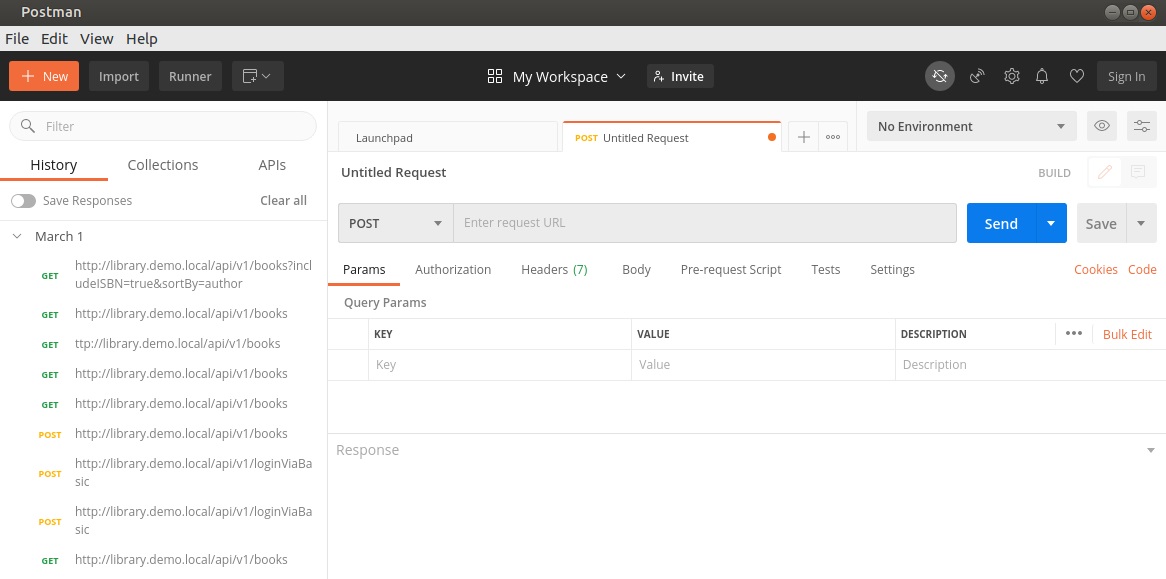 Postman
File Edit View Help
New Import Runner My Workspace Invite Sign In
Filter
History Collections APIs
Save Responses Clear all
March 1
GET http://library.demo.local/api/v1/books?incl
udeISBN=true&sortBy=author
GET http://library.demo.local/api/v1/books
GET ttp://library.demo.local/api/v1/books
GET http://library.demo.local/api/v1/books
GET http://library.demo.local/api/v1/books
POST http://library.demo.local/api/v1/books
POST http://library.demo.local/api/v1/loginViaBa
sic
POST http://library.demo.local/api/v1/loginViaBa
sic
GET http://library.demo.local/api/v1/books
Launchpad POST Untitled Request No Environment
Untitled Request BUILD
POST Enter request URL Send Save
Params Authorization Headers (7) Body Pre-request Script Tests Settings Cookies Code
Query Params
KEY VALUE DESCRIPTION Bulk Edit
Key Value Description
Response